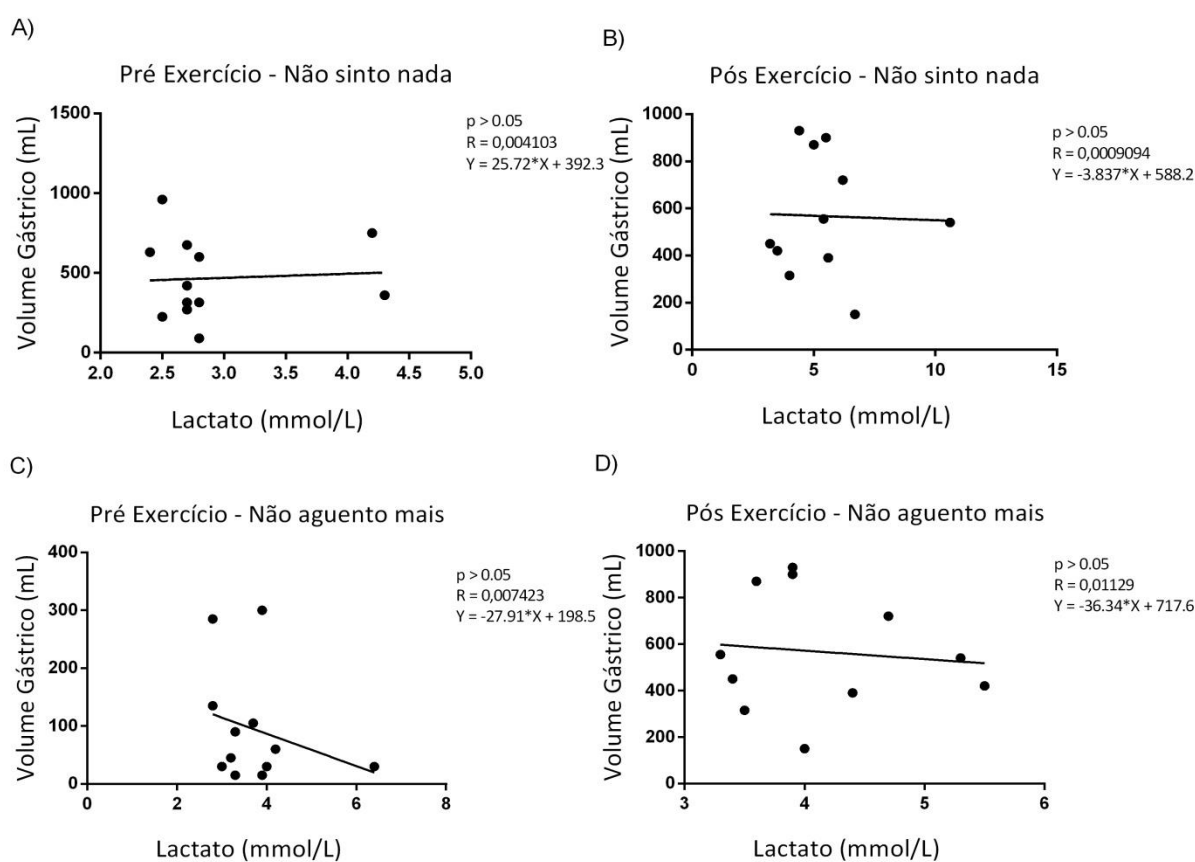 A)
Pré Exercício - Não sinto nada
p > 0.05
R = 0,004103
Y = 25.72*X + 392.3
Volume Gástrico (mL)
1500
1000
500
0
2.0 2.5 3.0 3.5 4.0 4.5 5.0
Lactato (mmol/L)
B)
Pós Exercício - Não sinto nada
p > 0.05
R = 0,0009094
Y = -3.837*X + 588.2
Volume Gástrico (mL)
1000
800
600
400
200
0
0 5 10 15
Lactato (mmol/L)
C)
Pré Exercício - Não aguento mais
p > 0.05
R = 0,007423
Y = -27.91*X + 198.5
Volume Gástrico (mL)
400
300
200
100
0
0 2 4 6 8
Lactato (mmol/L)
D)
Pós Exercício - Não aguento mais
p > 0.05
R = 0,01129
Y = -36.34*X + 717.6
Volume Gástrico (mL)
1000
800
600
400
200
0
3 4 5 6
Lactato (mmol/L)